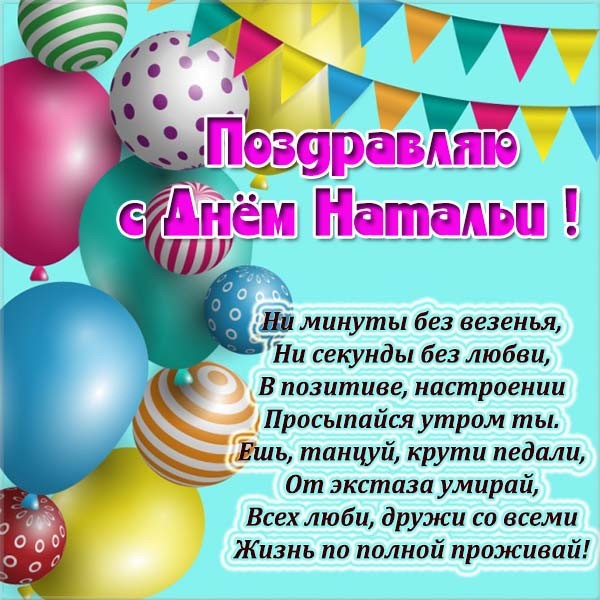 Поздравляю
с Днём Натальи !
Ни минуты без везенья,
Ни секунды без любви,
В позитиве, настроении
Просыпайся утром ты.
Ешь, танцуй, крути педали,
От экстаза умирай,
Всех люби, дружи со всеми
Жизнь по полной проживай!